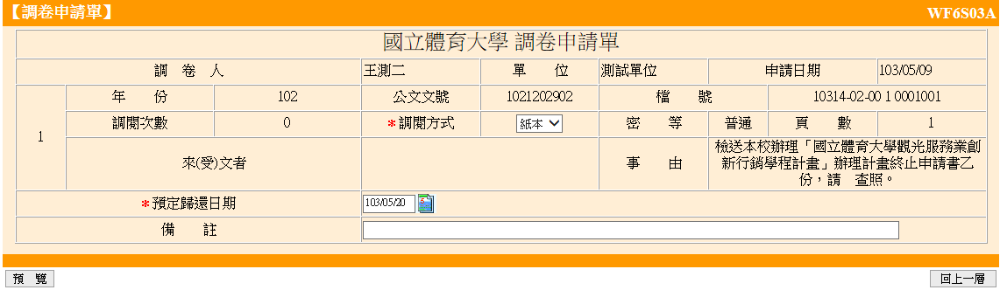 【調卷申請單】 WF6S03A
國立體育大學 調卷申請單
調 卷 人 王測二 單 位 測試單位 申請日期 103/05/09
1 年 份 102 公文文號 1021202902 檔 號 10314-02-00 1 0001001
調閱次數 0 *調閱方式 紙本 密 等 普通 頁 數 1
來(受)文者 事 由 檢送本校辦理「國立體育大學觀光服務業創
新行銷學程計畫」辦理計畫終止申請書乙
份，請 查照。
*預定歸還日期 103/05/20
備 註
預 覽 回上一層